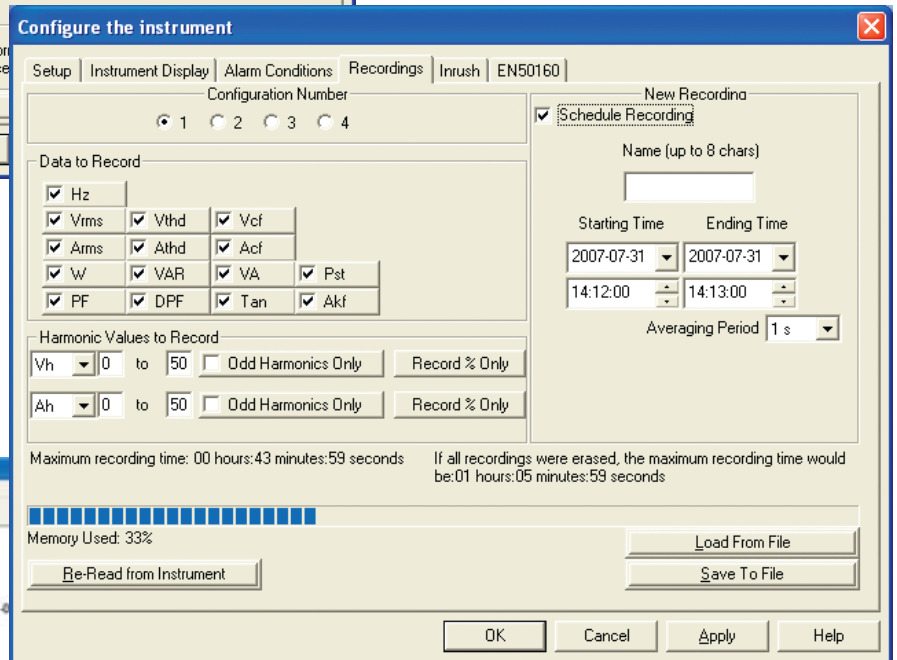 Configure the instrument
Setup Instrument Display Alarm Conditions Recordings Inrush EN50160
Configuration Number
1 2 3 4
Data to Record
Hz
Vrms Vthd Vcf
Arms Athd Acf
W VAR VA Pst
PF DPF Tan Akf
Harmonic Values to Record
Vh 0 to 50 Odd Harmonics Only Record % Only
Ah 0 to 50 Odd Harmonics Only Record % Only
New Recording
Schedule Recording
Name (up to 8 chars)
Starting Time Ending Time
2007-07-31 2007-07-31
14:12:00 14:13:00
Averaging Period 1 s
Maximum recording time: 00 hours:43 minutes:59 seconds
If all recordings were erased, the maximum recording time would
be:01 hours:05 minutes:59 seconds
Memory Used: 33%
Load From File
Re-Read from Instrument
Save To File
OK Cancel Apply Help